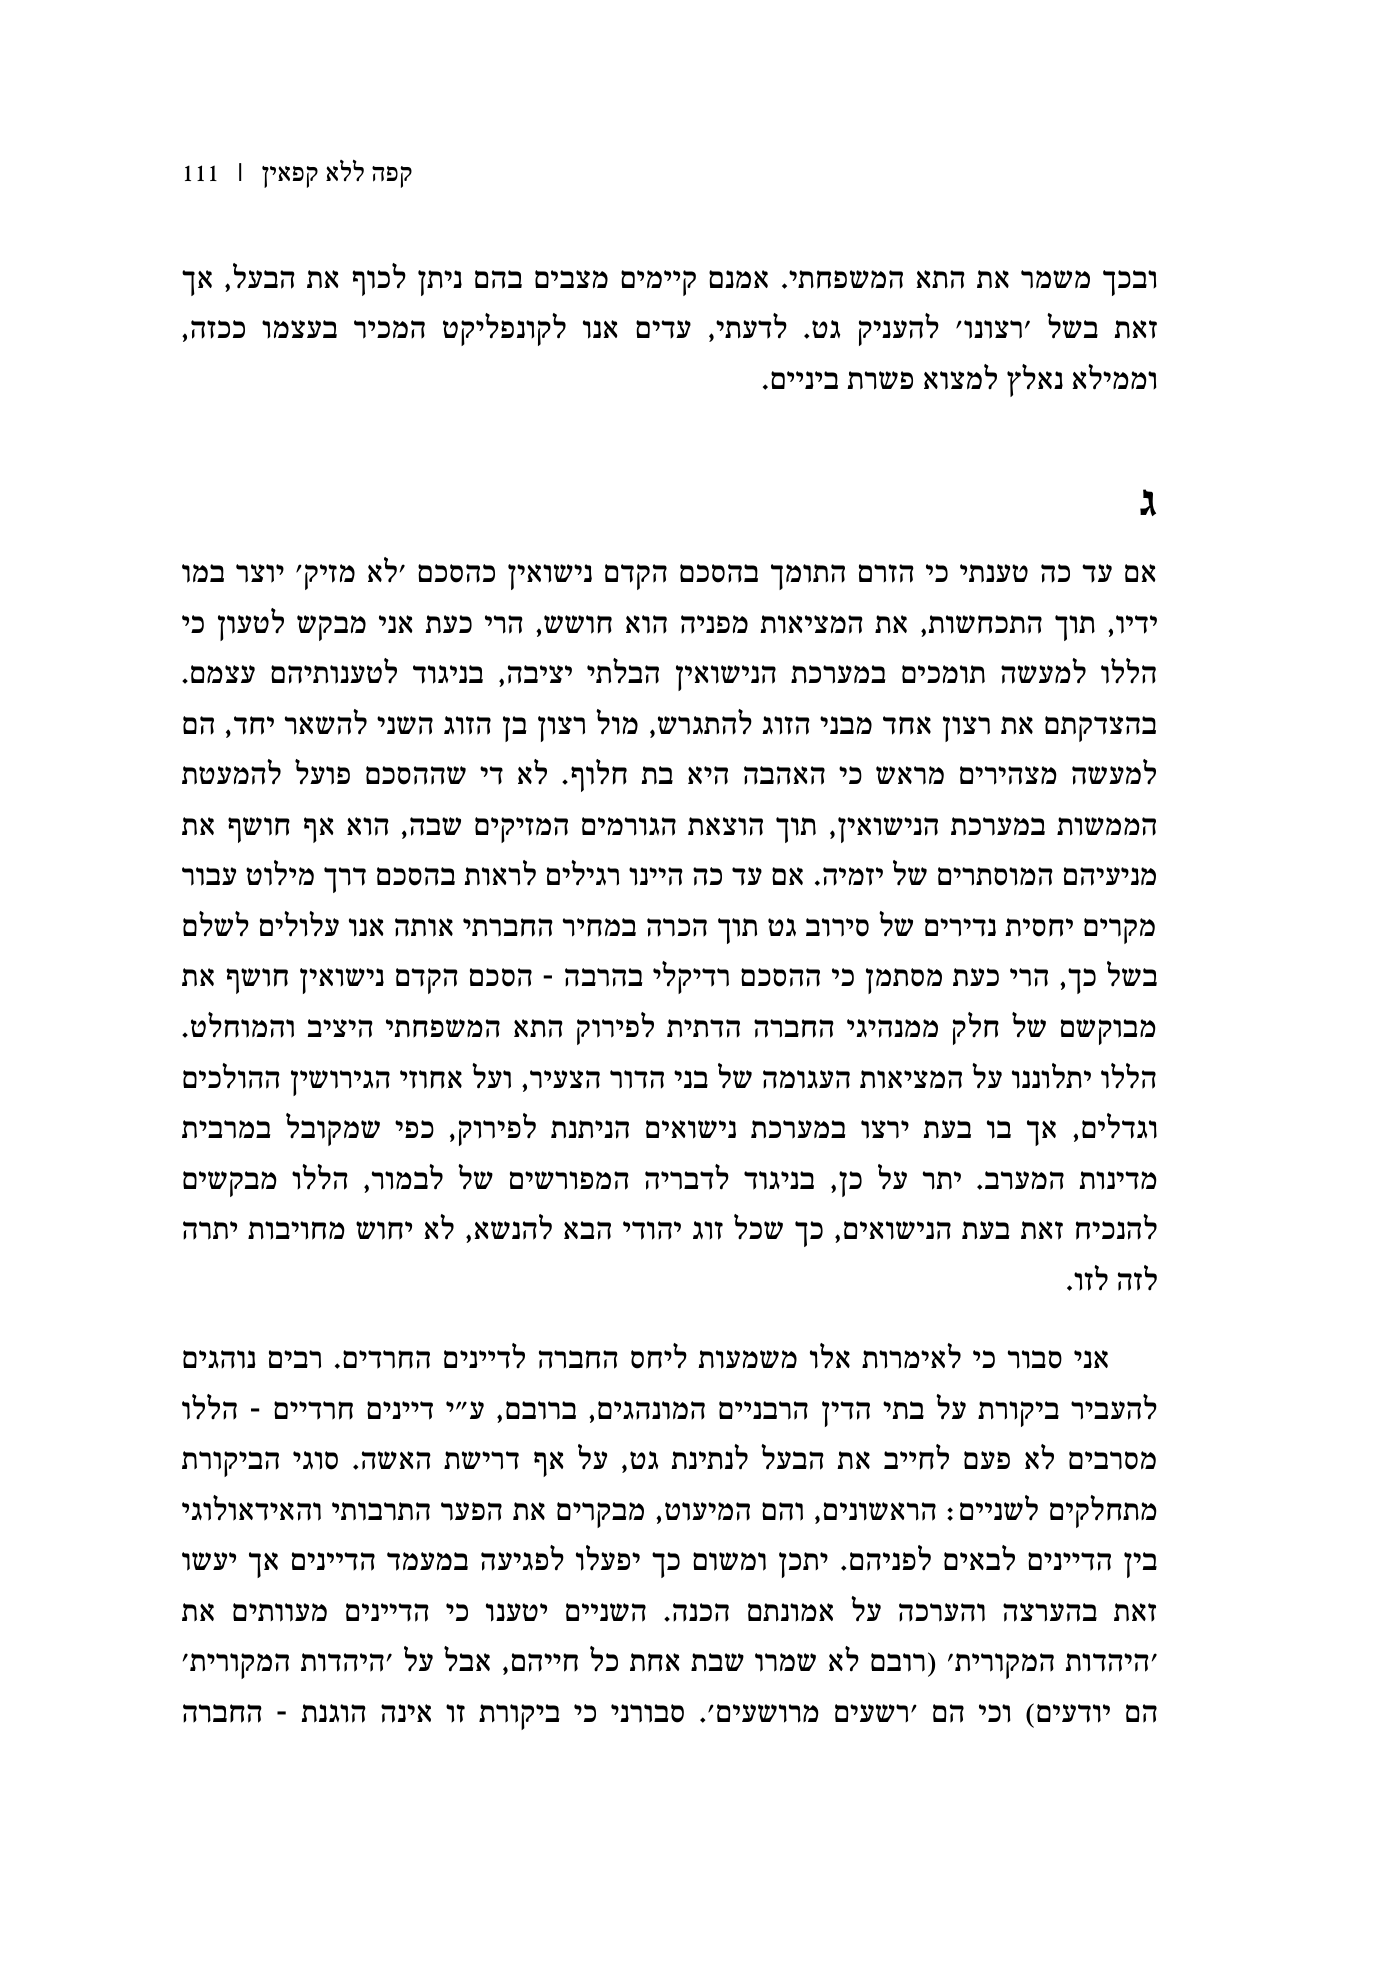 קפה ללא קפאין | 111
ובכך משמר את התא המשפחתי. אמנם קיימים מצבים בהם ניתן לכוף את הבעל, אך
זאת בשל 'רצונו' להעניק גט. לדעתי, עדים אנו לקונפליקט המכיר בעצמו ככזה,
וממילא נאלץ למצוא פשרת ביניים.
ג
אם עד כה טענתי כי הזרם התומך בהסכם הקדם נישואין כהסכם 'לא מזיק' יוצר במו
ידיו, תוך התכחשות, את המציאות מפניה הוא חושש, הרי כעת אני מבקש לטעון כי
הללו למעשה תומכים במערכת הנישואין הבלתי יציבה, בניגוד לטענותיהם עצמם.
בהצדקתם את רצון אחד מבני הזוג להתגרש, מול רצון בן הזוג השני להשאר יחד, הם
למעשה מצהירים מראש כי האהבה היא בת חלוף. לא די שההסכם פועל להמעטת
הממשות במערכת הנישואין, תוך הוצאת הגורמים המזיקים שבה, הוא אף חושף את
מניעיהם המוסתרים של יזמיה. אם עד כה היינו רגילים לראות בהסכם דרך מילוט עבור
מקרים יחסית נדירים של סירוב גט תוך הכרה במחיר החברתי אותה אנו עלולים לשלם
בשל כך, הרי כעת מסתמן כי ההסכם רדיקלי בהרבה - הסכם הקדם נישואין חושף את
מבוקשם של חלק ממנהיגי החברה הדתית לפירוק התא המשפחתי היציב והמוחלט.
הללו יתלוננו על המציאות העגומה של בני הדור הצעיר, ועל אחוזי הגירושין ההולכים
וגדלים, אך בו בעת ירצו במערכת נישואים הניתנת לפירוק, כפי שמקובל במרבית
מדינות המערב. יתר על כן, בניגוד לדבריה המפורשים של לבמור, הללו מבקשים
להנכיח זאת בעת הנישואים, כך שכל זוג יהודי הבא להנשא, לא יחוש מחויבות יתרה
לזה לזו.
אני סבור כי לאימרות אלו משמעות ליחס החברה לדיינים החרדים. רבים נוהגים
להעביר ביקורת על בתי הדין הרבניים המונהגים, ברובם, ע״י דיינים חרדיים - הללו
מסרבים לא פעם לחייב את הבעל לנתינת גט, על אף דרישת האשה. סוגי הביקורת
מתחלקים לשניים: הראשונים, והם המיעוט, מבקרים את הפער התרבותי והאידאולוגי
בין הדיינים לבאים לפניהם. יתכן ומשום כך יפעלו לפגיעה במעמד הדיינים אך יעשו
זאת בהערצה והערכה על אמונתם הכנה. השניים יטענו כי הדיינים מעוותים את
'היהדות המקורית' (רובם לא שמרו שבת אחת כל חייהם, אבל על 'היהדות המקורית'
הם יודעים) וכי הם 'רשעים מרושעים'. סבורני כי ביקורת זו אינה הוגנת - החברה